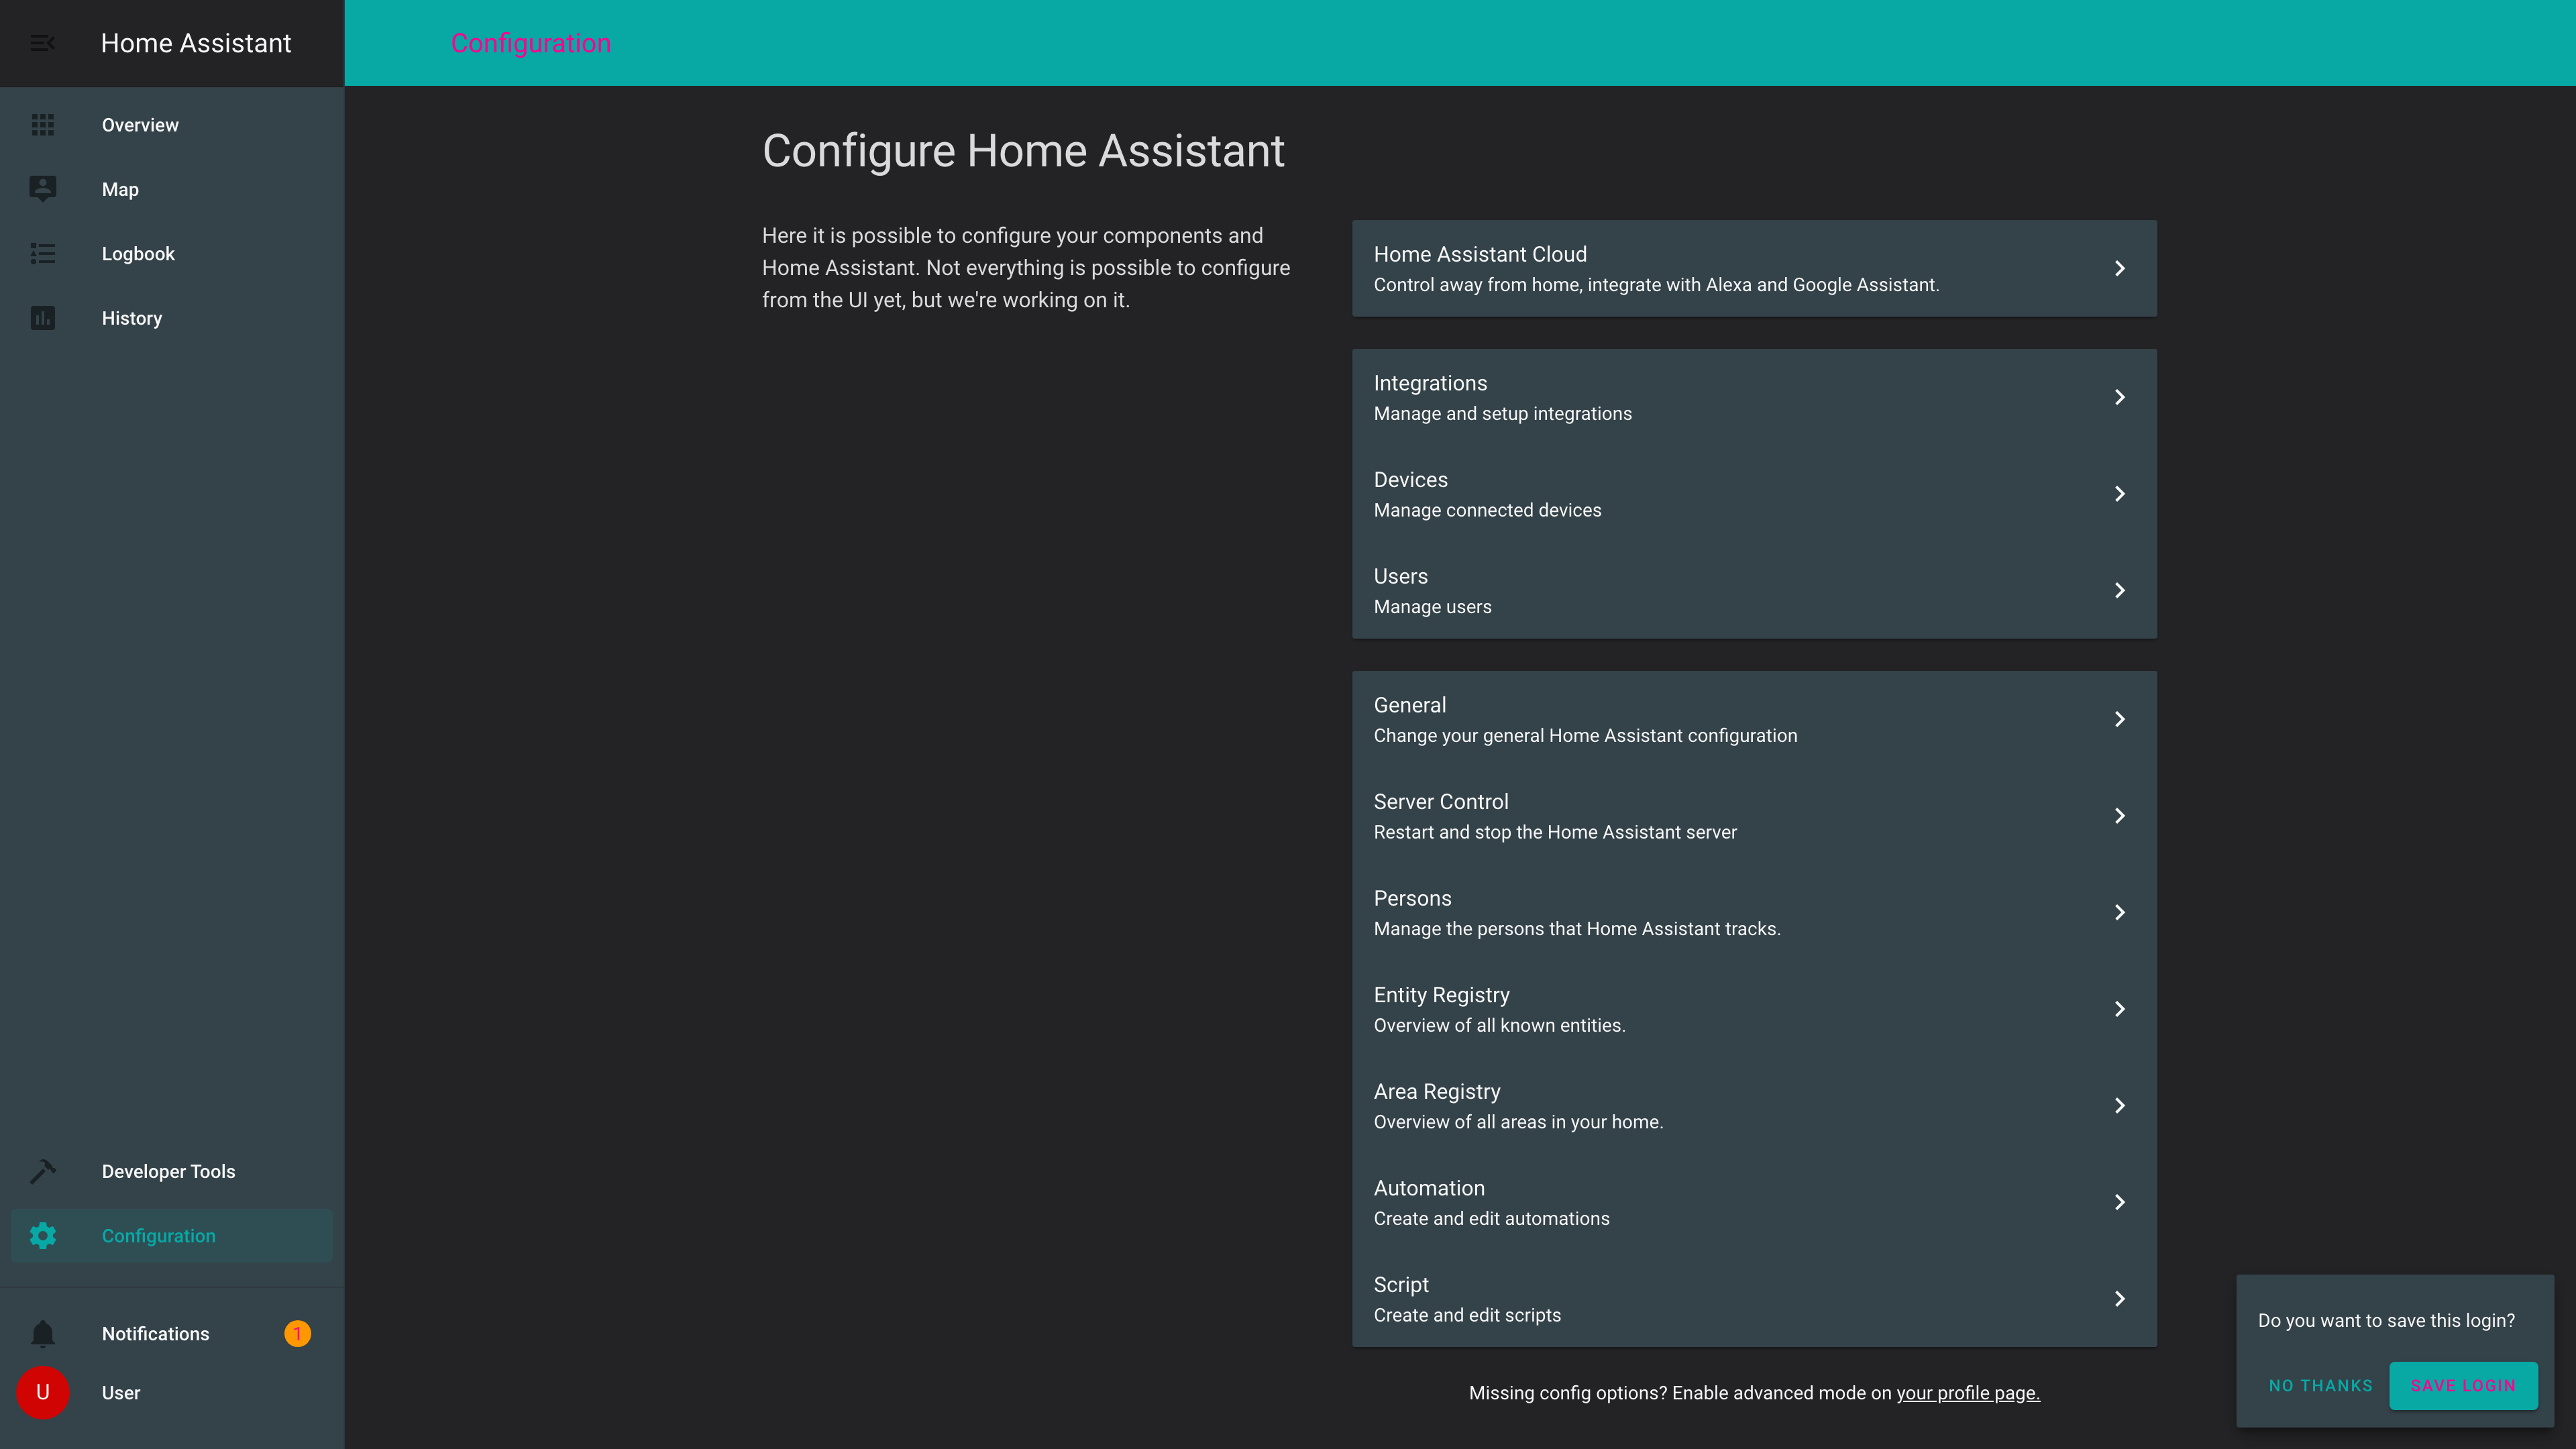 Home Assistant
Configuration
Overview
Map
Logbook
History
Developer Tools
Configuration
Notifications
1
U
User
Configure Home Assistant
Here it is possible to configure your components and
Home Assistant. Not everything is possible to configure
from the UI yet, but we're working on it.
Home Assistant Cloud
Control away from home, integrate with Alexa and Google Assistant.
Integrations
Manage and setup integrations
Devices
Manage connected devices
Users
Manage users
General
Change your general Home Assistant configuration
Server Control
Restart and stop the Home Assistant server
Persons
Manage the persons that Home Assistant tracks.
Entity Registry
Overview of all known entities.
Area Registry
Overview of all areas in your home.
Automation
Create and edit automations
Script
Create and edit scripts
Missing config options? Enable advanced mode on your profile page.
Do you want to save this login?
NO THANKS
SAVE LOGIN